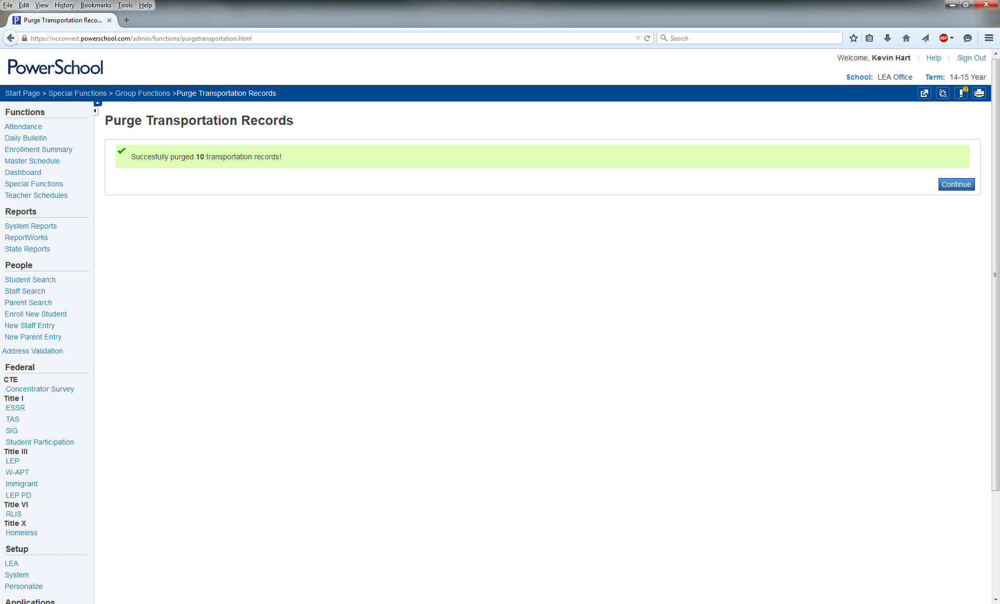 File Edit View History Bookmarks Tools Help
Purge Transportation Reco...
https://ncconvert.powerschool.com/admin/functions/purgetransportation.html
Search
ABP
PowerSchool
Welcome, Kevin Hart | Help | Sign Out
School: LEA Office Term: 14-15 Year
Start Page > Special Functions > Group Functions >Purge Transportation Records
2
Functions
Attendance
Daily Bulletin
Enrollment Summary
Master Schedule
Dashboard
Special Functions
Teacher Schedules
Reports
System Reports
ReportWorks
State Reports
People
Student Search
Staff Search
Parent Search
Enroll New Student
New Staff Entry
New Parent Entry
Address Validation
Federal
CTE
Concentrator Survey
Title I
ESSR
TAS
SIG
Student Participation
Title III
LEP
W-APT
Immigrant
LEP PD
Title VI
RLIS
Title X
Homeless
Setup
LEA
System
Personalize
Applications
Purge Transportation Records
Succesfully purged 10 transportation records!
Continue